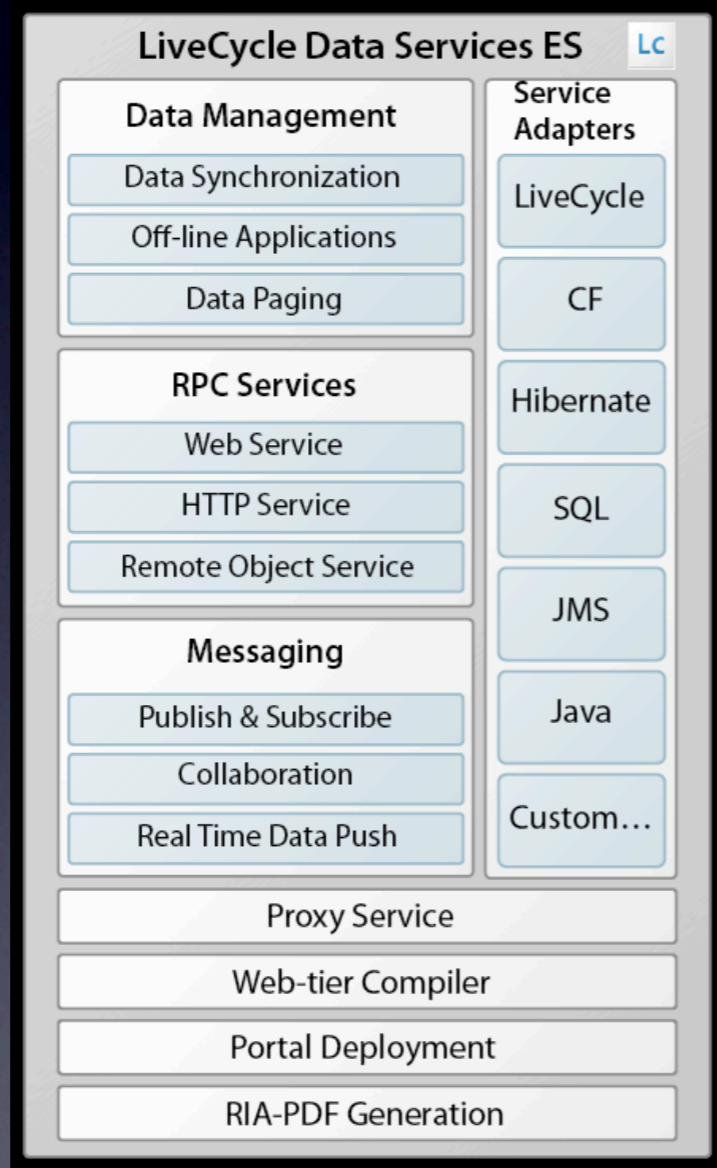 LiveCycle Data Services ES
Lc
Data Management
Data Synchronization
Off-line Applications
Data Paging
RPC Services
Web Service
HTTP Service
Remote Object Service
Messaging
Publish & Subscribe
Collaboration
Real Time Data Push
Service
Adapters
LiveCycle
CF
Hibernate
SQL
JMS
Java
Custom...
Proxy Service
Web-tier Compiler
Portal Deployment
RIA-PDF Generation